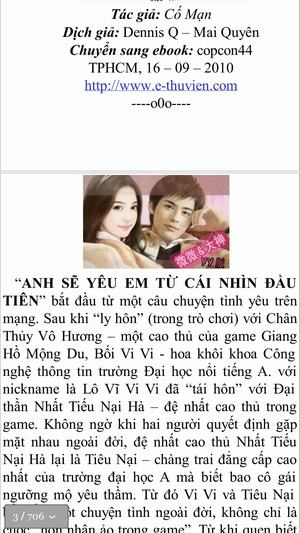 Tác giả: Cố Mạn
Dịch giả: Dennis Q – Mai Quyên
Chuyển sang ebook: copcon44
TPHCM, 16 – 09 – 2010
http://www.e-thuvien.com
----o0o----
微微&大神
“ANH SẼ YÊU EM TỪ CÁI NHÌN ĐẦU
TIÊN” bắt đầu từ một câu chuyện tình yêu trên
mạng. Sau khi “ly hôn” (trong trò chơi) với Chân
Thủy Vô Hương – một cao thủ của game Giang
Hồ Mộng Du, Bối Vi Vi - hoa khôi khoa Công
nghệ thông tin trường Đại học nổi tiếng A. với
nickname là Lô Vĩ Vi Vi đã “tái hôn” với Đại
thần Nhất Tiếu Nại Hà – đệ nhất cao thủ trong
game. Không ngờ khi hai người quyết định gặp
mặt nhau ngoài đời, đệ nhất cao thủ Nhất Tiếu
Nại Hà lại là Tiêu Nại – chàng trai đẳng cấp cao
nhất của trường đại học A mà biết bao cô gái
ngưỡng mộ yêu thầm. Từ đó Vi Vi và Tiêu Nại
3 / 706 một chuyện tình ngoài đời, không chỉ là
cuộc “hôn nhân ảo trong game”. Từ khi quen biết